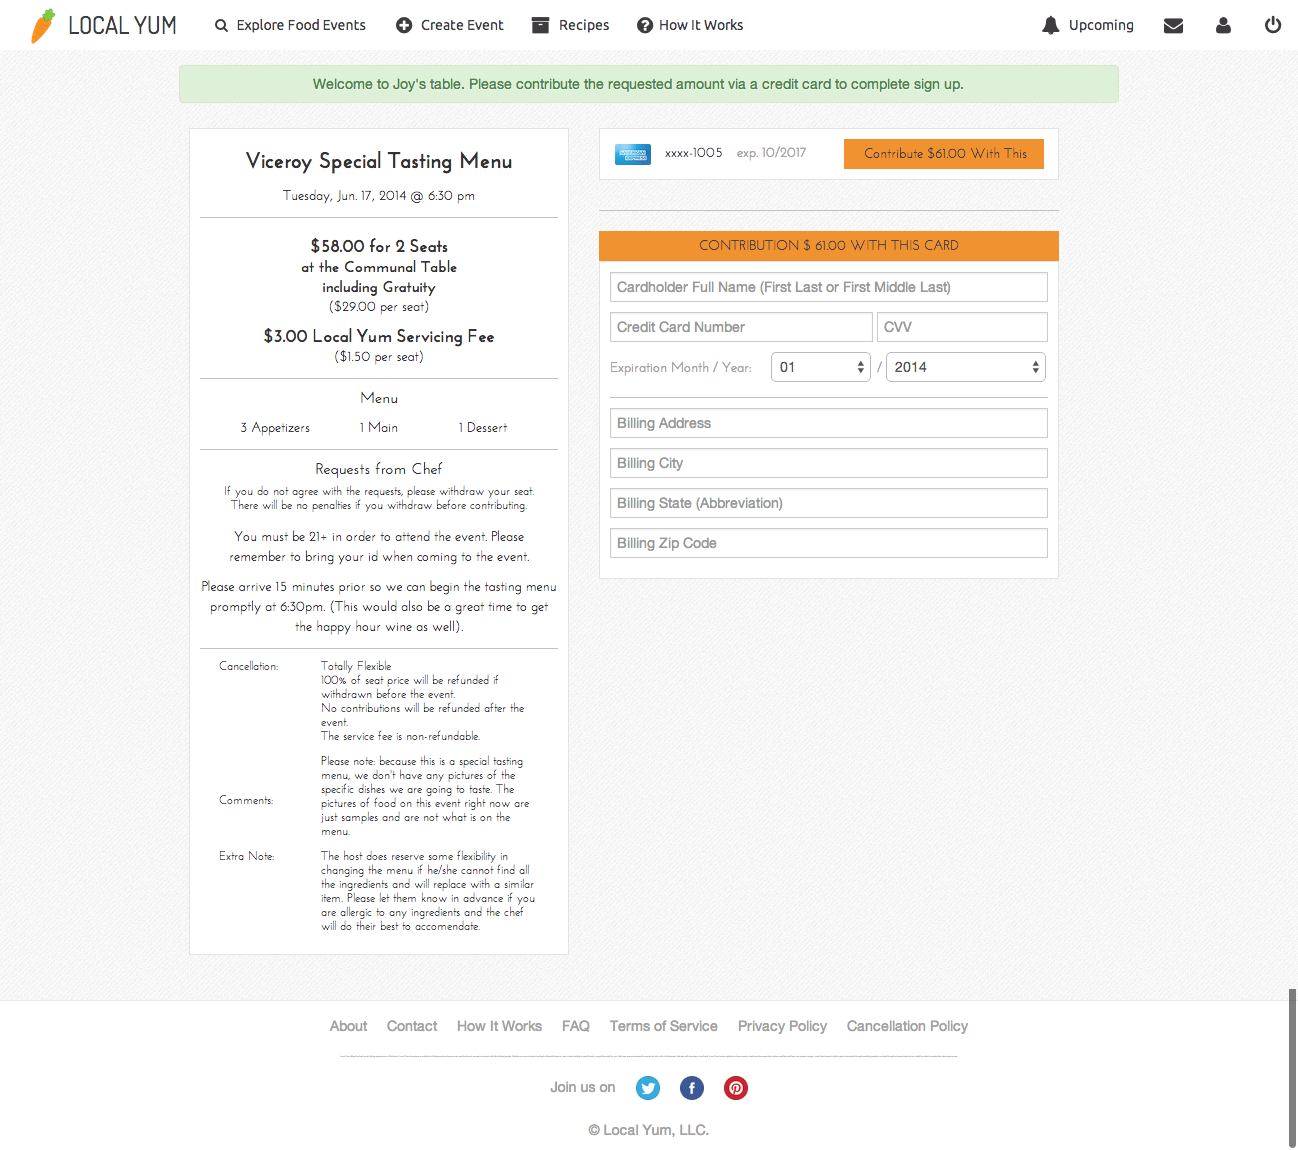 LOCAL YUM
Explore Food Events
Create Event
Recipes
How It Works
Upcoming
Welcome to Joy's table. Please contribute the requested amount via a credit card to complete sign up.
Viceroy Special Tasting Menu
Tuesday, Jun. 17, 2014 @ 6:30 pm
$58.00 for 2 Seats
at the Communal Table
including Gratuity
($29.00 per seat)
$3.00 Local Yum Servicing Fee
($1.50 per seat)
Menu
3 Appetizers 1 Main 1 Dessert
Requests from Chef
If you do not agree with the requests, please withdraw your seat.
There will be no penalties if you withdraw before contributing.
You must be 21+ in order to attend the event. Please
remember to bring your id when coming to the event.
Please arrive 15 minutes prior so we can begin the tasting menu
promptly at 6:30pm. (This would also be a great time to get
the happy hour wine as well).
Cancellation: Totally Flexible
100% of seat price will be refunded if
withdrawn before the event.
No contributions will be refunded after the
event.
The service fee is non-refundable.
Comments: Please note: because this is a special tasting
menu, we don't have any pictures of the
specific dishes we are going to taste. The
pictures of food on this event right now are
just samples and are not what is on the
menu.
Extra Note: The host does reserve some flexibility in
changing the menu if he/she cannot find all
the ingredients and will replace with a similar
item. Please let them know in advance if you
are allergic to any ingredients and the chef
will do their best to accomendate.
AMERICAN
EXPRESS
xxxx-1005 exp. 10/2017 Contribute $61.00 With This
CONTRIBUTION $ 61.00 WITH THIS CARD
Cardholder Full Name (First Last or First Middle Last)
Credit Card Number CVV
Expiration Month / Year: 01 / 2014
Billing Address
Billing City
Billing State (Abbreviation)
Billing Zip Code
About Contact How It Works FAQ Terms of Service Privacy Policy Cancellation Policy
Join us on
© Local Yum, LLC.